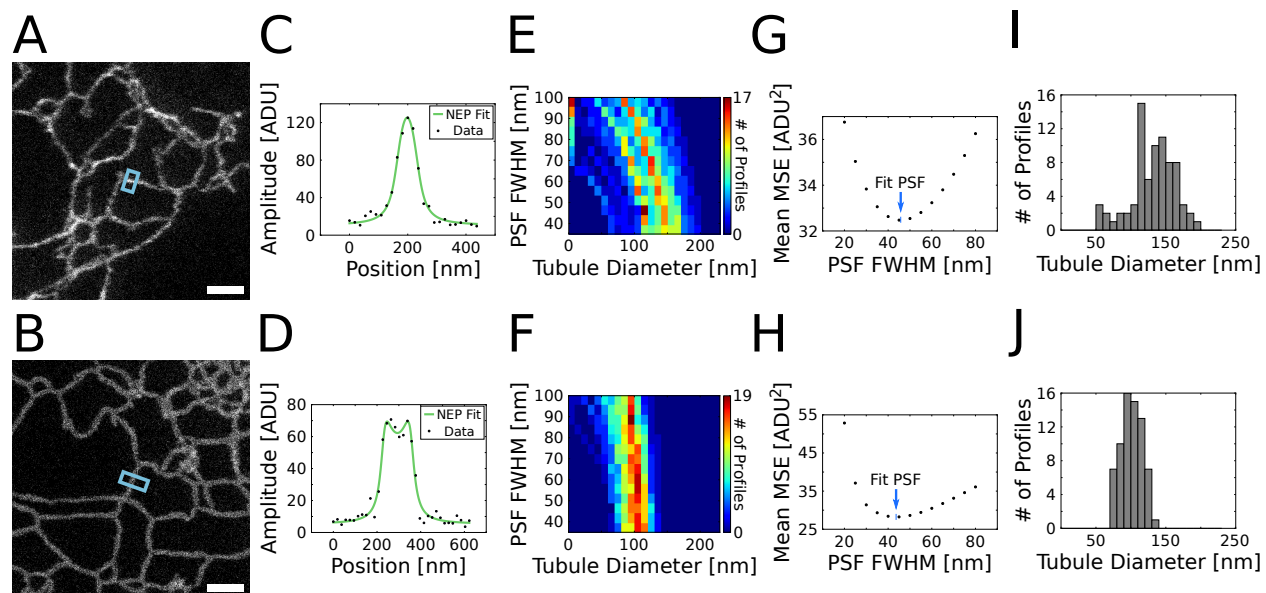 A
B
C
Amplitude [ADU]
120
80
40
0
NEP Fit
Data
0
200
400
Position [nm]
D
Amplitude [ADU]
80
60
40
20
0
NEP Fit
Data
0
200
400
600
Position [nm]
E
PSF FWHM [nm]
100
90
80
70
60
50
40
0
100
200
Tubule Diameter [nm]
17
# of Profiles
0
F
PSF FWHM [nm]
100
90
80
70
60
50
40
0
100
200
Tubule Diameter [nm]
19
# of Profiles
0
G
Mean MSE [ADU²]
36
34
32
Fit PSF
20
40
60
80
PSF FWHM [nm]
H
Mean MSE [ADU²]
55
45
35
25
Fit PSF
20
40
60
80
PSF FWHM [nm]
I
# of Profiles
16
12
8
4
0
0
50
150
250
Tubule Diameter [nm]
J
# of Profiles
16
12
8
4
0
0
50
150
250
Tubule Diameter [nm]